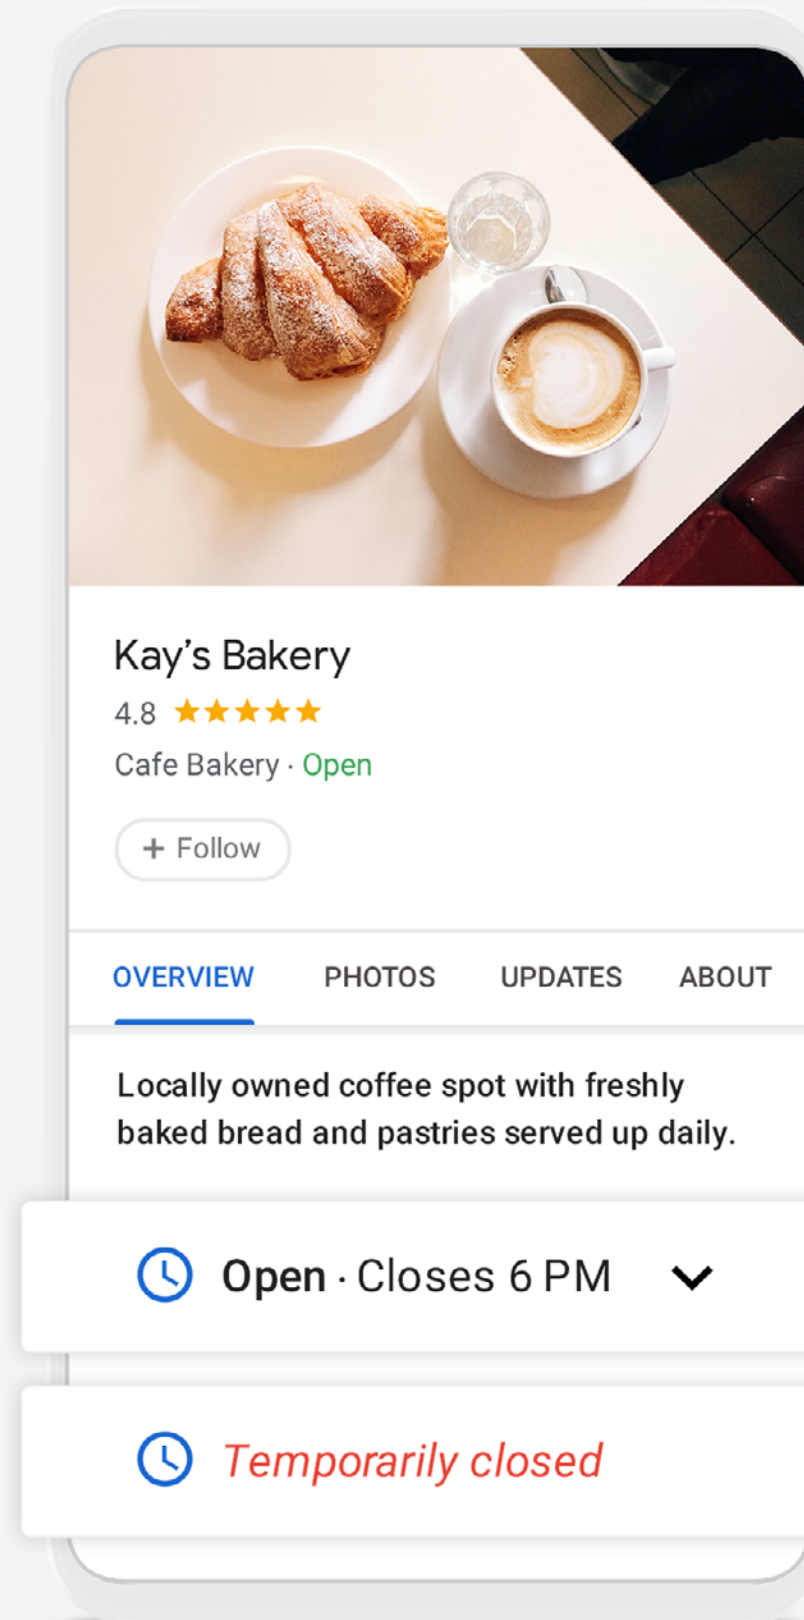 Kay’s Bakery
4.8
Cafe Bakery · Open
+ Follow
OVERVIEW PHOTOS UPDATES ABOUT
Locally owned coffee spot with freshly
baked bread and pastries served up daily.
Open · Closes 6 PM
Temporarily closed